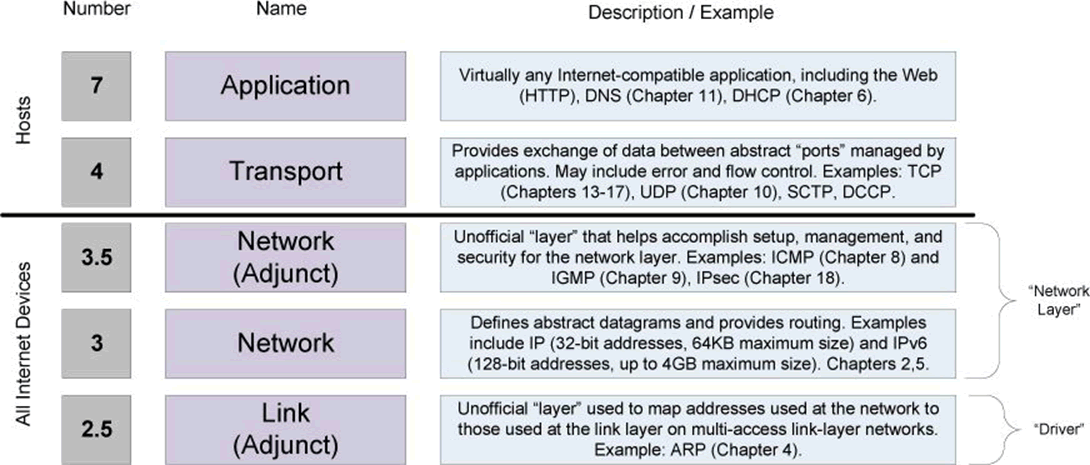 Number Name Description / Example
Hosts
7
Application
Virtually any Internet-compatible application, including the Web
(HTTP), DNS (Chapter 11), DHCP (Chapter 6).
4
Transport
Provides exchange of data between abstract “ports” managed by
applications. May include error and flow control. Examples: TCP
(Chapters 13-17), UDP (Chapter 10), SCTP, DCCP.
All Internet Devices
3.5
Network
(Adjunct)
Unofficial “layer” that helps accomplish setup, management, and
security for the network layer. Examples: ICMP (Chapter 8) and
IGMP (Chapter 9), IPsec (Chapter 18).
3
Network
Defines abstract datagrams and provides routing. Examples
include IP (32-bit addresses, 64KB maximum size) and IPv6
(128-bit addresses, up to 4GB maximum size). Chapters 2,5.
“Network
Layer”
2.5
Link
(Adjunct)
Unofficial “layer” used to map addresses used at the network to
those used at the link layer on multi-access link-layer networks.
Example: ARP (Chapter 4).
“Driver”